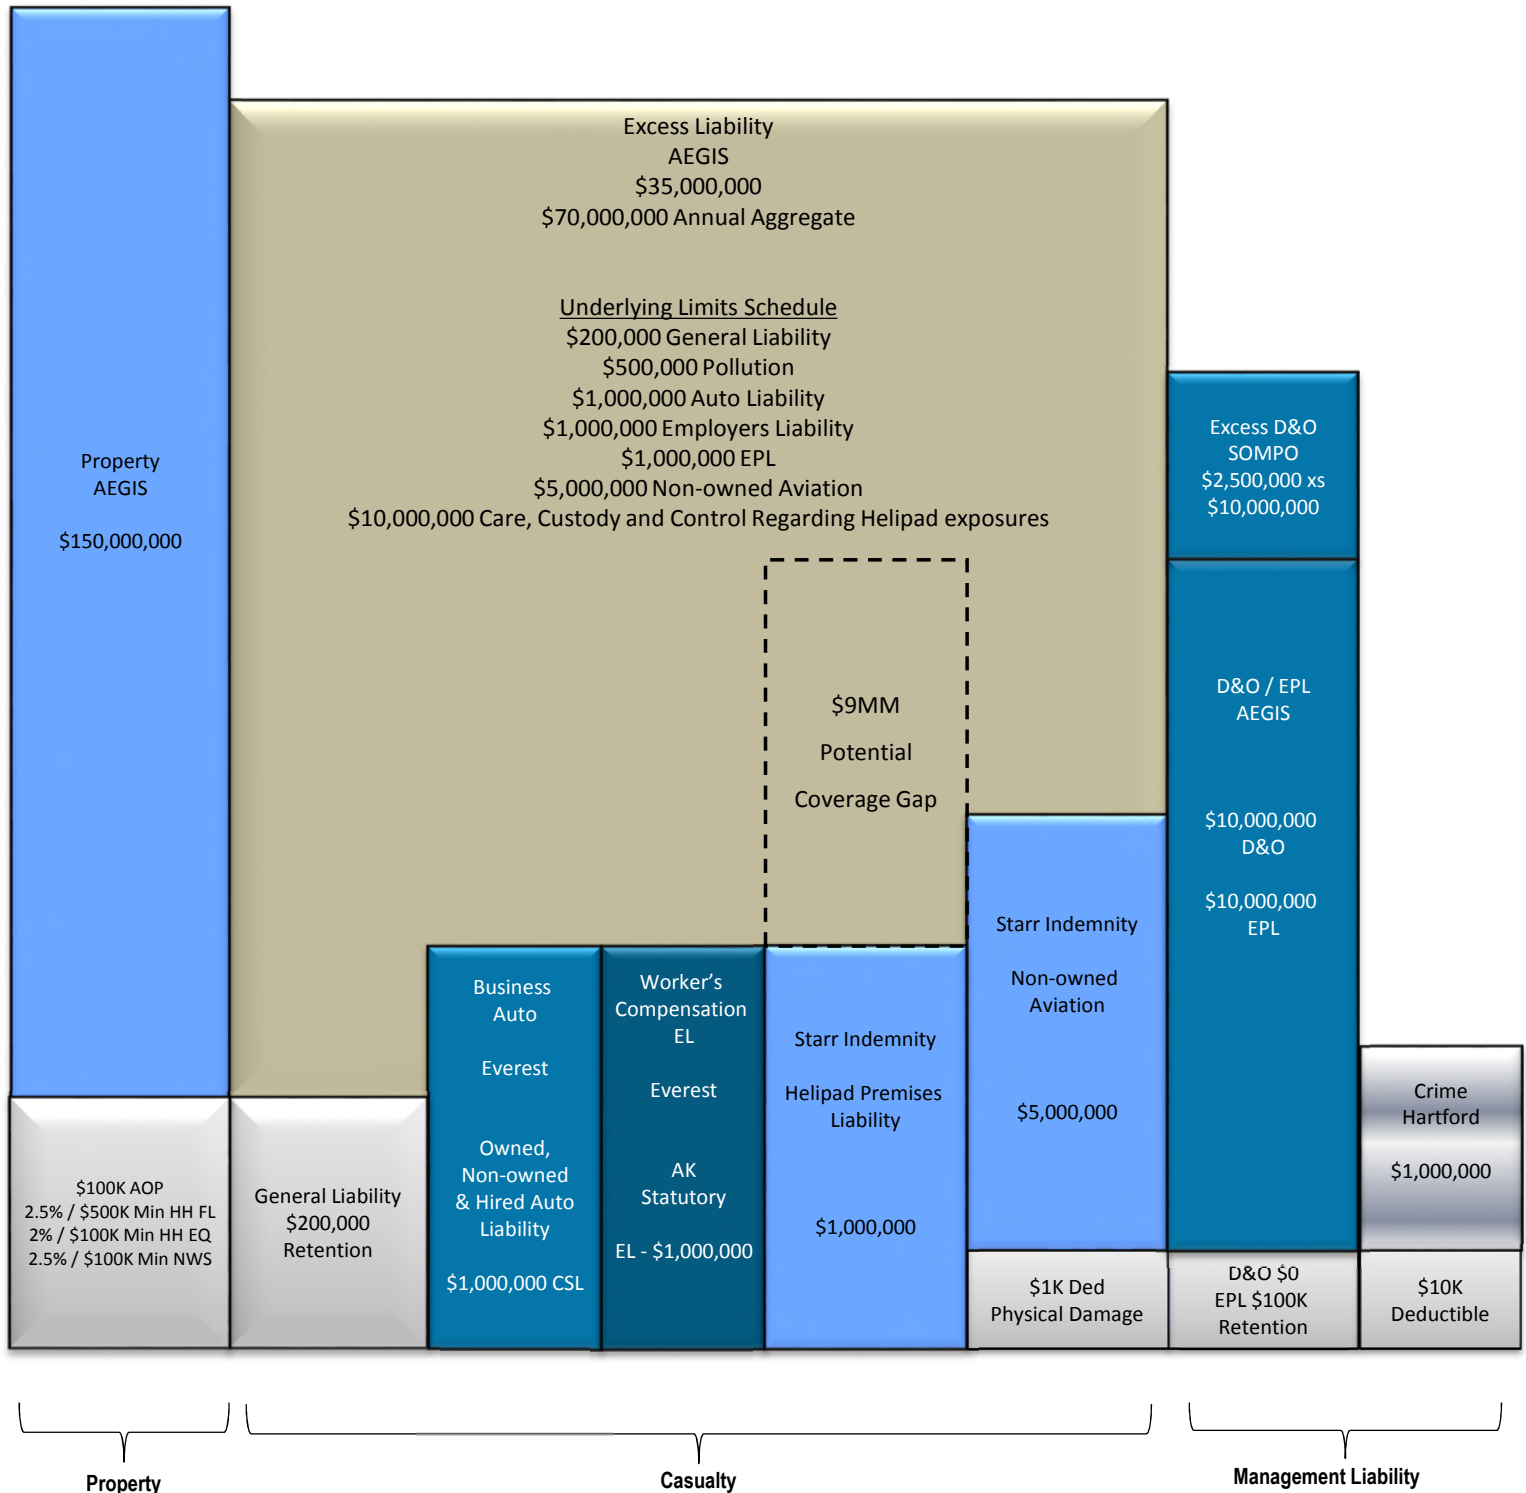 Property
AEGIS
$150,000,000
$100K AOP
2.5% / $500K Min HH FL
2% / $100K Min HH EQ
2.5% / $100K Min NWS
Excess Liability
AEGIS
$35,000,000
$70,000,000 Annual Aggregate
Underlying Limits Schedule
$200,000 General Liability
$500,000 Pollution
$1,000,000 Auto Liability
$1,000,000 Employers Liability
$1,000,000 EPL
$5,000,000 Non-owned Aviation
$10,000,000 Care, Custody and Control Regarding Helipad exposures
$9MM
Potential
Coverage Gap
General Liability
$200,000
Retention
Business
Auto
Everest
Owned,
Non-owned
& Hired Auto
Liability
$1,000,000 CSL
Worker’s
Compensation
EL
Everest
AK
Statutory
EL - $1,000,000
Starr Indemnity
Helipad Premises
Liability
$1,000,000
Starr Indemnity
Non-owned
Aviation
$5,000,000
$1K Ded
Physical Damage
Excess D&O
SOMPO
$2,500,000 xs
$10,000,000
D&O / EPL
AEGIS
$10,000,000
D&O
$10,000,000
EPL
D&O $0
EPL $100K
Retention
Crime
Hartford
$1,000,000
$10K
Deductible
Property
Casualty
Management Liability